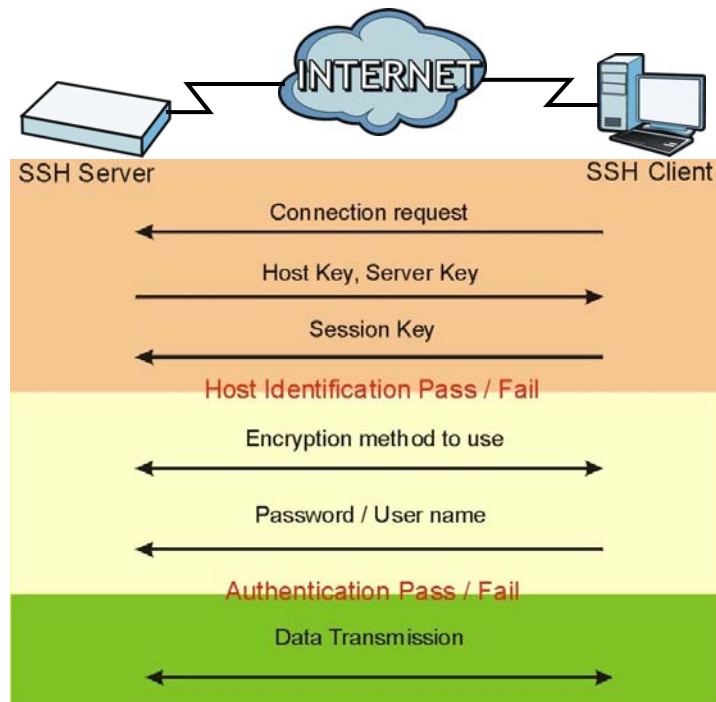 INTERNET
SSH Server
SSH Client
Connection request
Host Key, Server Key
Session Key
Host Identification Pass / Fail
Encryption method to use
Password / User name
Authentication Pass / Fail
Data Transmission